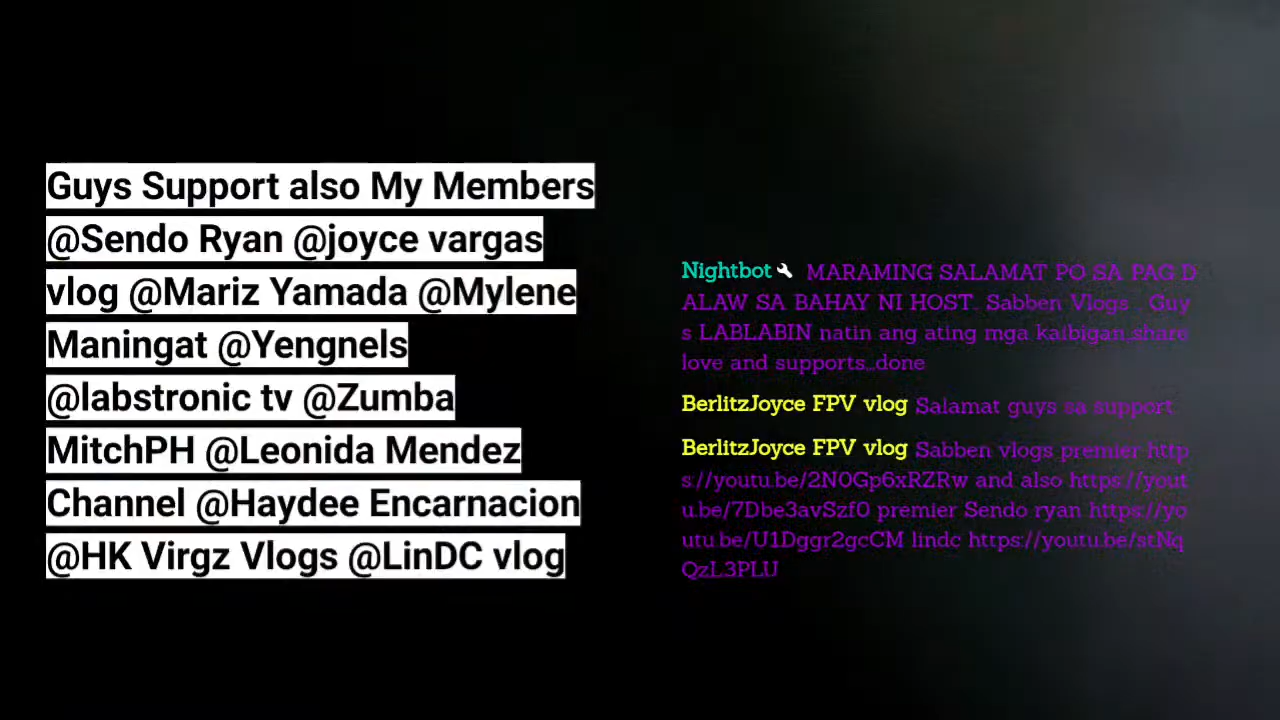 Guys Support also My Members
@Sendo Ryan @joyce vargas
vlog @Mariz Yamada @Mylene
Maningat @Yengnels
@labstronic tv @Zumba
MitchPH @Leonida Mendez
Channel @Haydee Encarnacion
@HK Virgz Vlogs @LinDC vlog
Nightbot MARAMING SALAMAT PO SA PAG D
ALAW SA BAHAY NI HOST. Sabben Vlogs . Guy
s LABLABIN natin ang ating mga kaibigan..share
love and supports...done
BerlitzJoyce FPV vlog Salamat guys sa support
BerlitzJoyce FPV vlog Sabben vlogs premier http
s://youtu.be/2N0Gp6xRZRw and also https://yout
u.be/7Dbe3avSzf0 premier Sendo ryan https://yo
utu.be/U1Dggr2gcCM lindc https://youtu.be/stNq
QzL3PLU